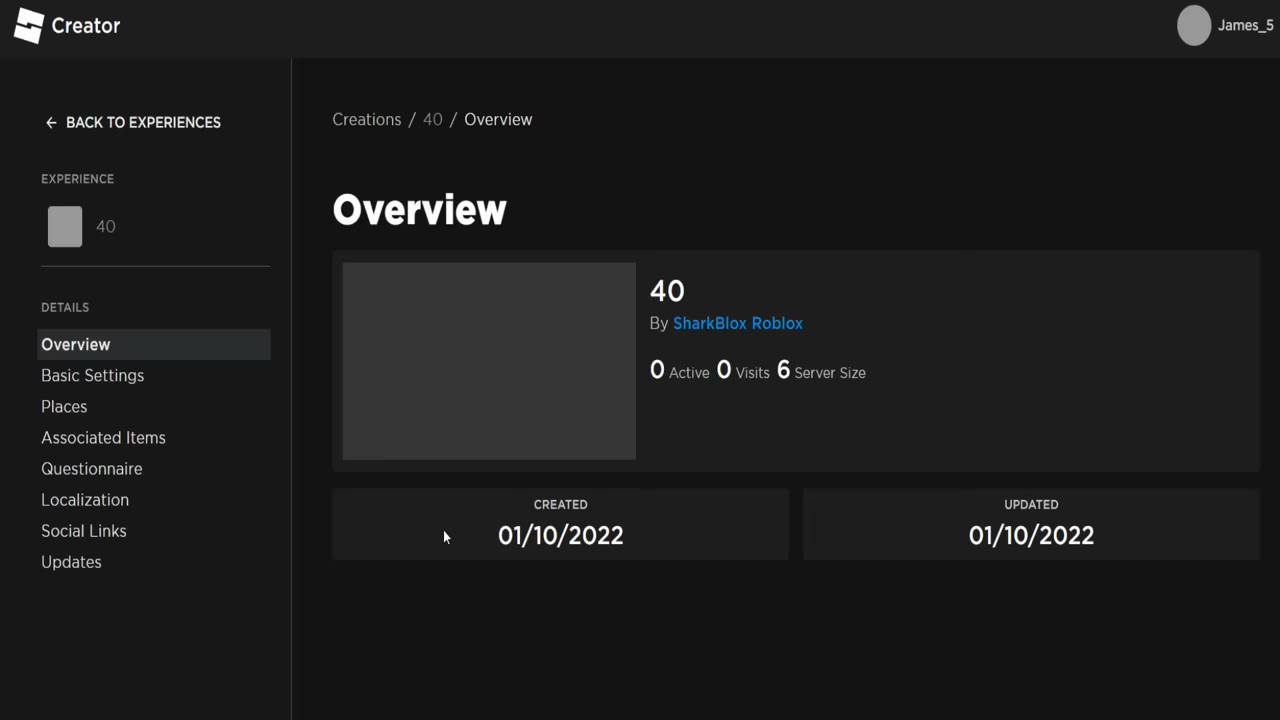 Creator
James_5
← BACK TO EXPERIENCES
EXPERIENCE
40
DETAILS
Overview
Basic Settings
Places
Associated Items
Questionnaire
Localization
Social Links
Updates
Creations / 40 / Overview
Overview
40
By SharkBlox Roblox
0 Active 0 Visits 6 Server Size
CREATED
01/10/2022
UPDATED
01/10/2022